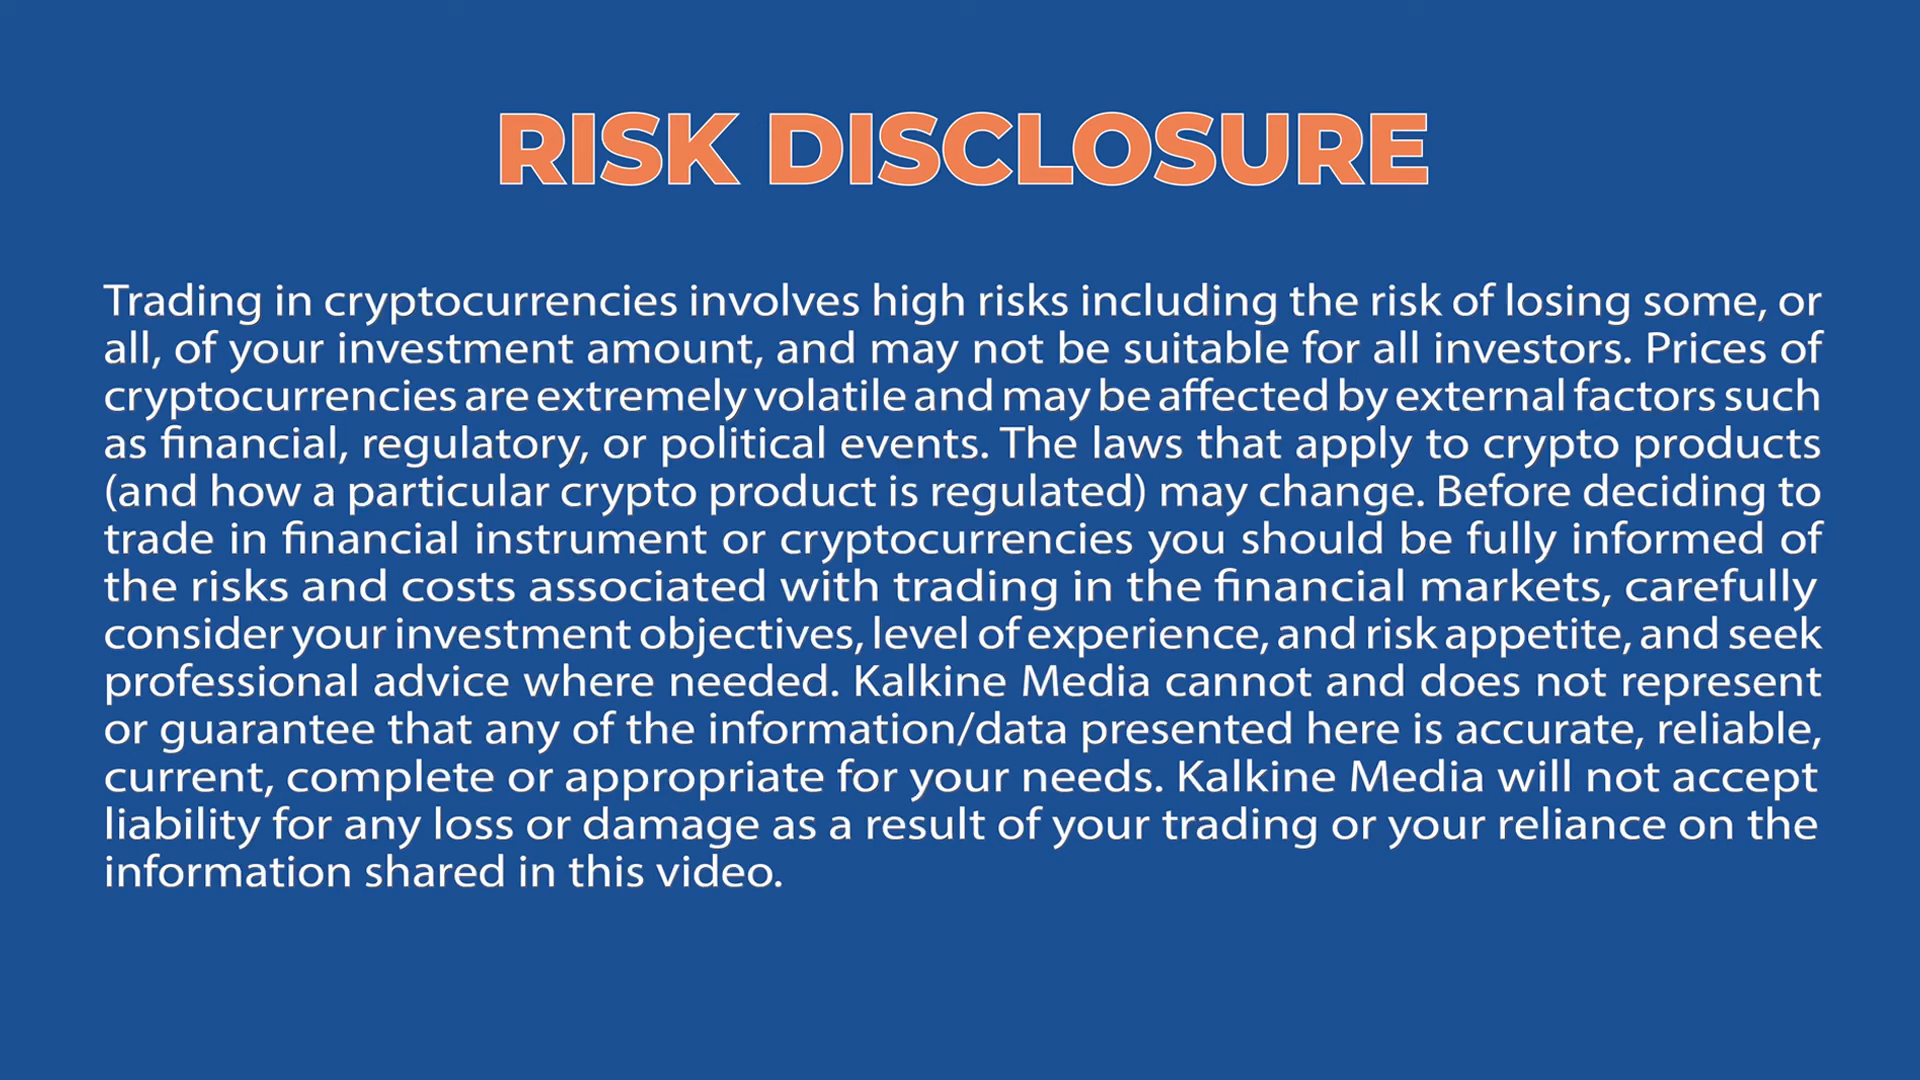 RISK DISCLOSURE
Trading in cryptocurrencies involves high risks including the risk of losing some, or
all, of your investment amount, and may not be suitable for all investors. Prices of
cryptocurrencies are extremely volatile and may be affected by external factors such
as financial, regulatory, or political events. The laws that apply to crypto products
(and how a particular crypto product is regulated) may change. Before deciding to
trade in financial instrument or cryptocurrencies you should be fully informed of
the risks and costs associated with trading in the financial markets, carefully
consider your investment objectives, level of experience, and risk appetite, and seek
professional advice where needed. Kalkine Media cannot and does not represent
or guarantee that any of the information/data presented here is accurate, reliable,
current, complete or appropriate for your needs. Kalkine Media will not accept
liability for any loss or damage as a result of your trading or your reliance on the
information shared in this video.